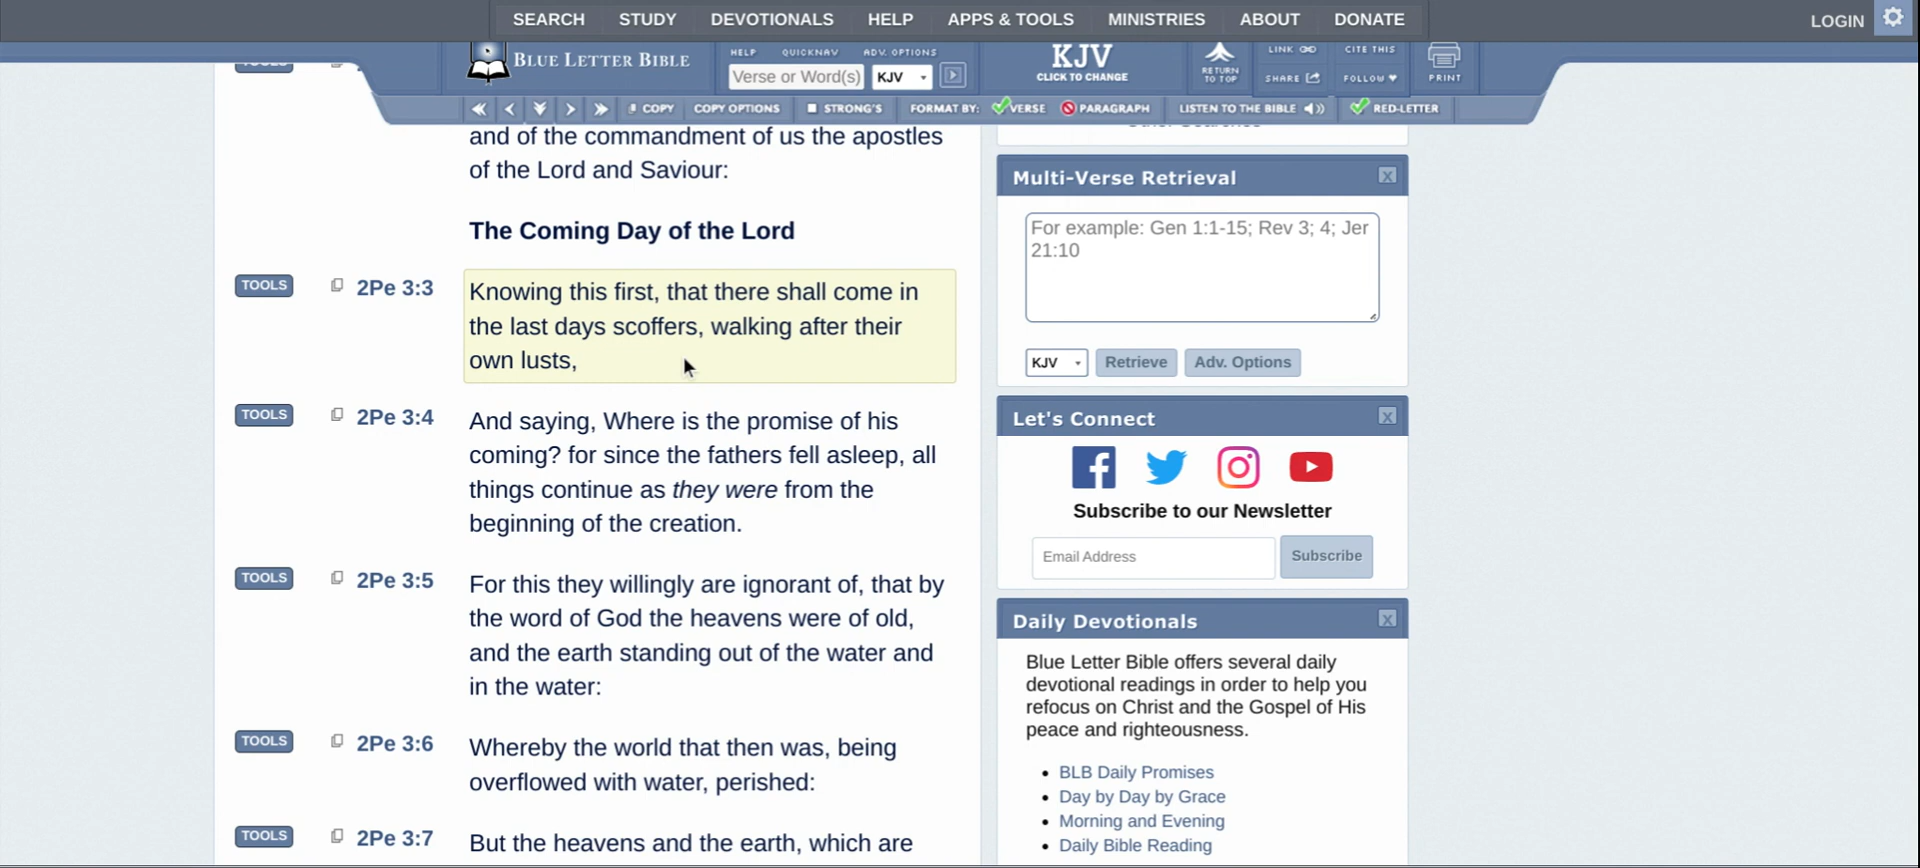 SEARCH STUDY DEVOTIONALS HELP APPS & TOOLS MINISTRIES ABOUT DONATE LOGIN
BLUE LETTER BIBLE
HELP QUICKNAV ADV. OPTIONS
Verse or Word(s) KJV
KJV
CLICK TO CHANGE
RETURN
TO TOP
LINK CITE THIS
SHARE FOLLOW
PRINT
COPY COPY OPTIONS STRONG'S FORMAT BY: VERSE PARAGRAPH LISTEN TO THE BIBLE RED-LETTER
and of the commandment of us the apostles
of the Lord and Saviour:
The Coming Day of the Lord
TOOLS 2Pe 3:3 Knowing this first, that there shall come in
the last days scoffers, walking after their
own lusts,
TOOLS 2Pe 3:4 And saying, Where is the promise of his
coming? for since the fathers fell asleep, all
things continue as they were from the
beginning of the creation.
TOOLS 2Pe 3:5 For this they willingly are ignorant of, that by
the word of God the heavens were of old,
and the earth standing out of the water and
in the water:
TOOLS 2Pe 3:6 Whereby the world that then was, being
overflowed with water, perished:
TOOLS 2Pe 3:7 But the heavens and the earth, which are
Multi-Verse Retrieval
For example: Gen 1:1-15; Rev 3; 4; Jer
21:10
KJV Retrieve Adv. Options
Let's Connect
Subscribe to our Newsletter
Email Address Subscribe
Daily Devotionals
Blue Letter Bible offers several daily
devotional readings in order to help you
refocus on Christ and the Gospel of His
peace and righteousness.
• BLB Daily Promises
• Day by Day by Grace
• Morning and Evening
• Daily Bible Reading